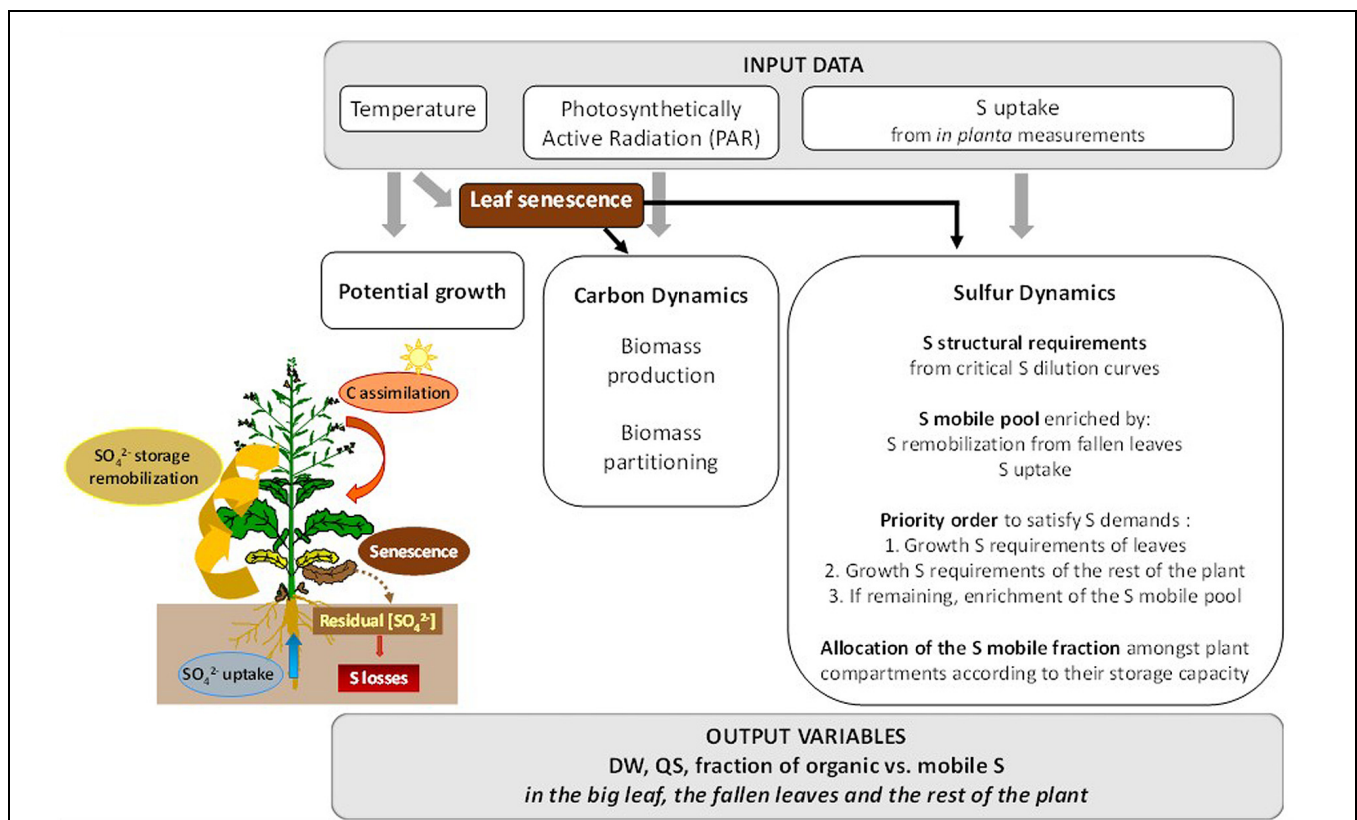 INPUT DATA
Temperature
Photosynthetically
Active Radiation (PAR)
S uptake
from in planta measurements
Leaf senescence
Potential growth
Carbon Dynamics
Biomass
production
Biomass
partitioning
Sulfur Dynamics
S structural requirements
from critical S dilution curves
S mobile pool enriched by:
S remobilization from fallen leaves
S uptake
Priority order to satisfy S demands :
1. Growth S requirements of leaves
2. Growth S requirements of the rest of the plant
3. If remaining, enrichment of the S mobile pool
Allocation of the S mobile fraction amongst plant
compartments according to their storage capacity
C assimilation
SO₄²⁻ storage
remobilization
Senescence
Residual [SO₄²⁻]
SO₄²⁻ uptake
S losses
OUTPUT VARIABLES
DW, QS, fraction of organic vs. mobile S
in the big leaf, the fallen leaves and the rest of the plant